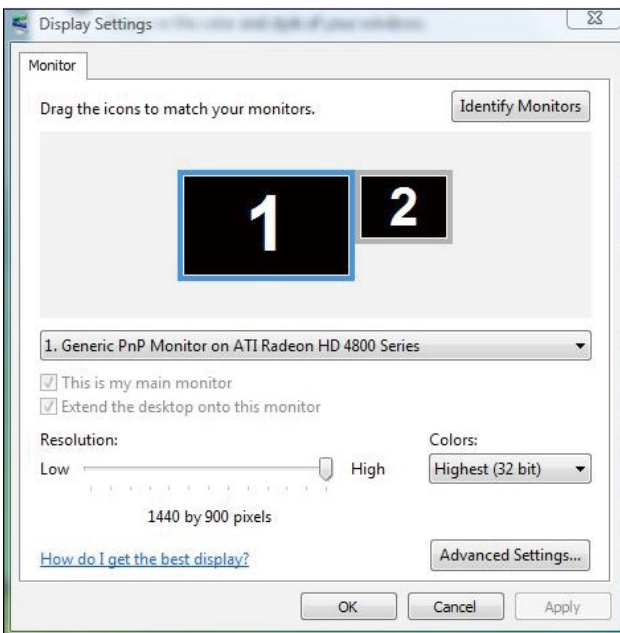 Display Settings
Monitor
Drag the icons to match your monitors.
Identify Monitors
1
2
1. Generic PnP Monitor on ATI Radeon HD 4800 Series
This is my main monitor
Extend the desktop onto this monitor
Resolution:
Colors:
Low
High
Highest (32 bit)
1440 by 900 pixels
How do I get the best display?
Advanced Settings...
OK
Cancel
Apply